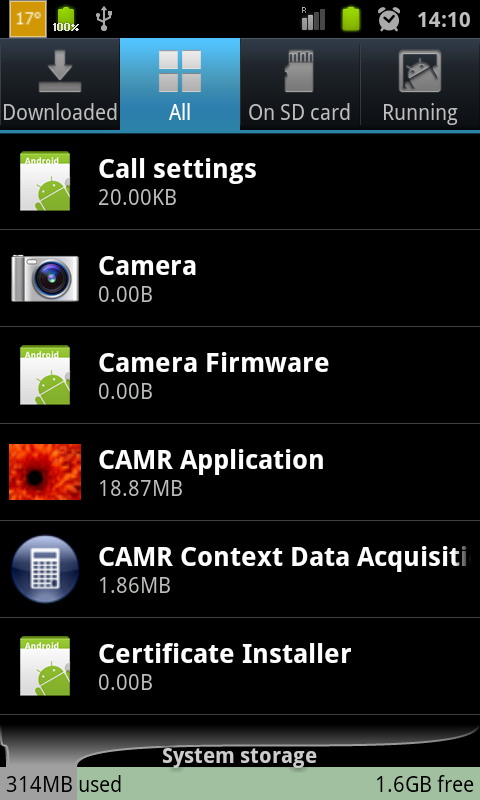 17°
100%
R
14:10
Downloaded
All
On SD card
Running
Android
Call settings
20.00KB
Camera
0.00B
Android
Camera Firmware
0.00B
CAMR Application
18.87MB
CAMR Context Data Acquisiti
1.86MB
Android
Certificate Installer
0.00B
System storage
314MB used
1.6GB free